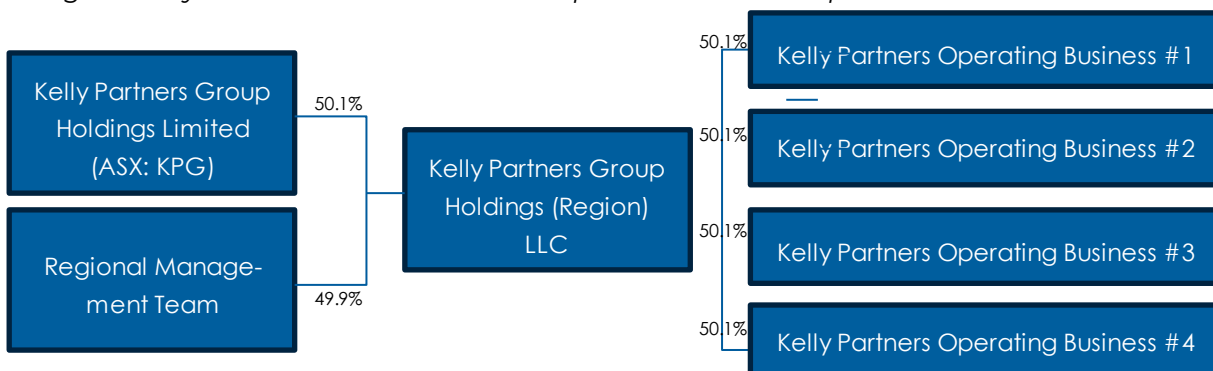 Kelly Partners Group
Holdings Limited
(ASX: KPG)
50.1%
Regional Manage-
ment Team
49.9%
Kelly Partners Group
Holdings (Region)
LLC
50.1%
Kelly Partners Operating Business #1
50.1%
Kelly Partners Operating Business #2
50.1%
Kelly Partners Operating Business #3
50.1%
Kelly Partners Operating Business #4